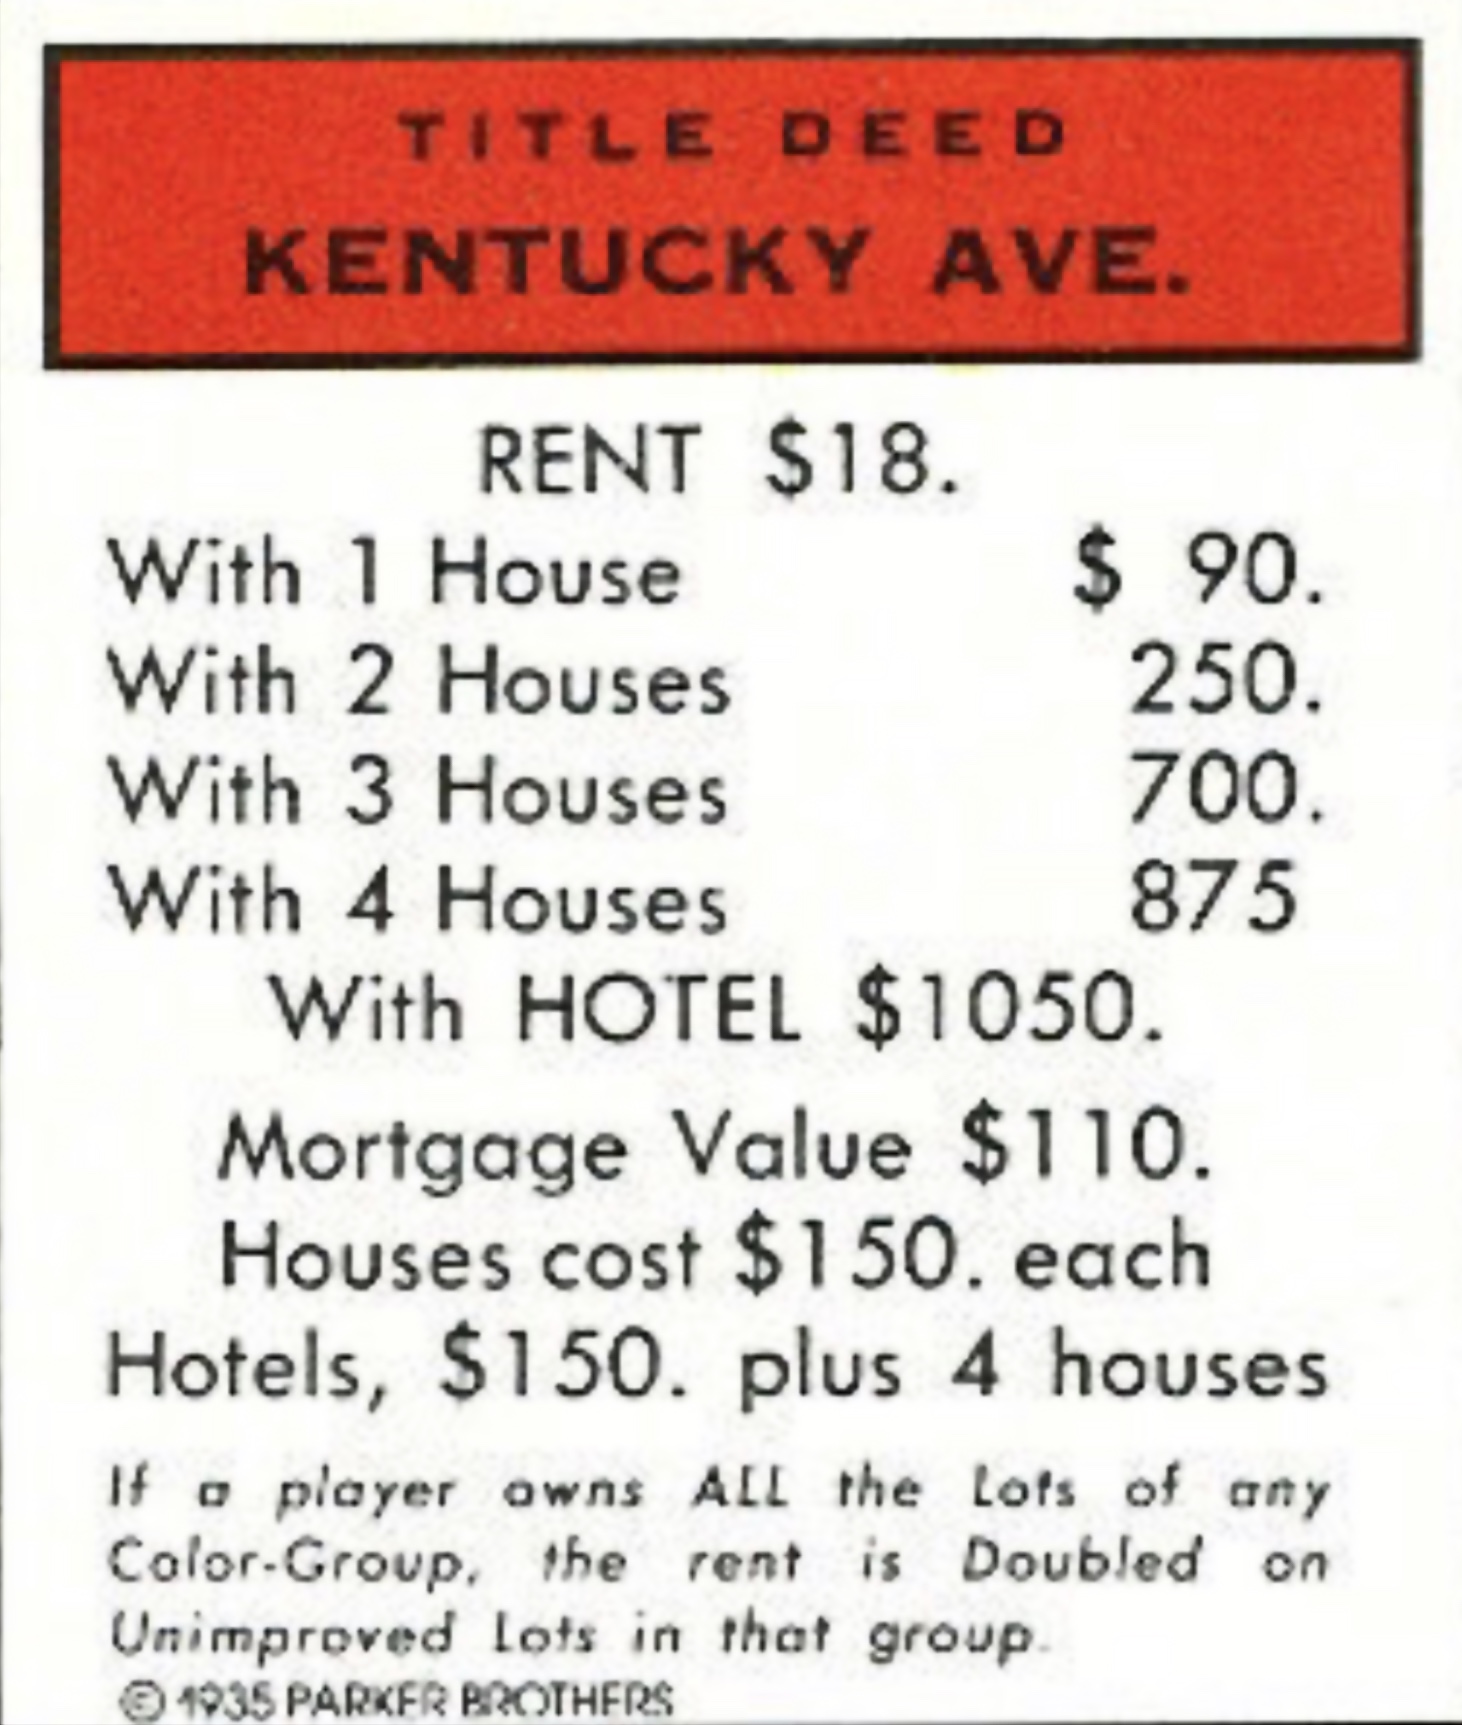 TITLE DEED
KENTUCKY AVE.
RENT $18.
With 1 House $ 90.
With 2 Houses 250.
With 3 Houses 700.
With 4 Houses 875
With HOTEL $1050.
Mortgage Value $110.
Houses cost $150. each
Hotels, $150. plus 4 houses
If a player owns ALL the Lots of any
Color-Group, the rent is Doubled on
Unimproved Lots in that group.
© 1935 PARKER BROTHERS